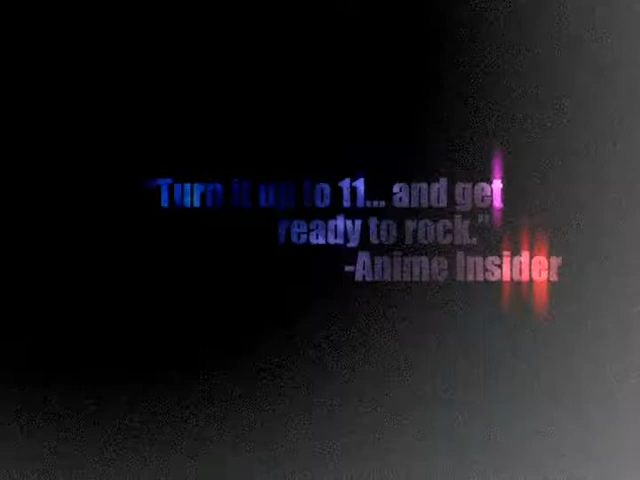 "Turn it up to 11... and get
ready to rock."
-Anime Insider